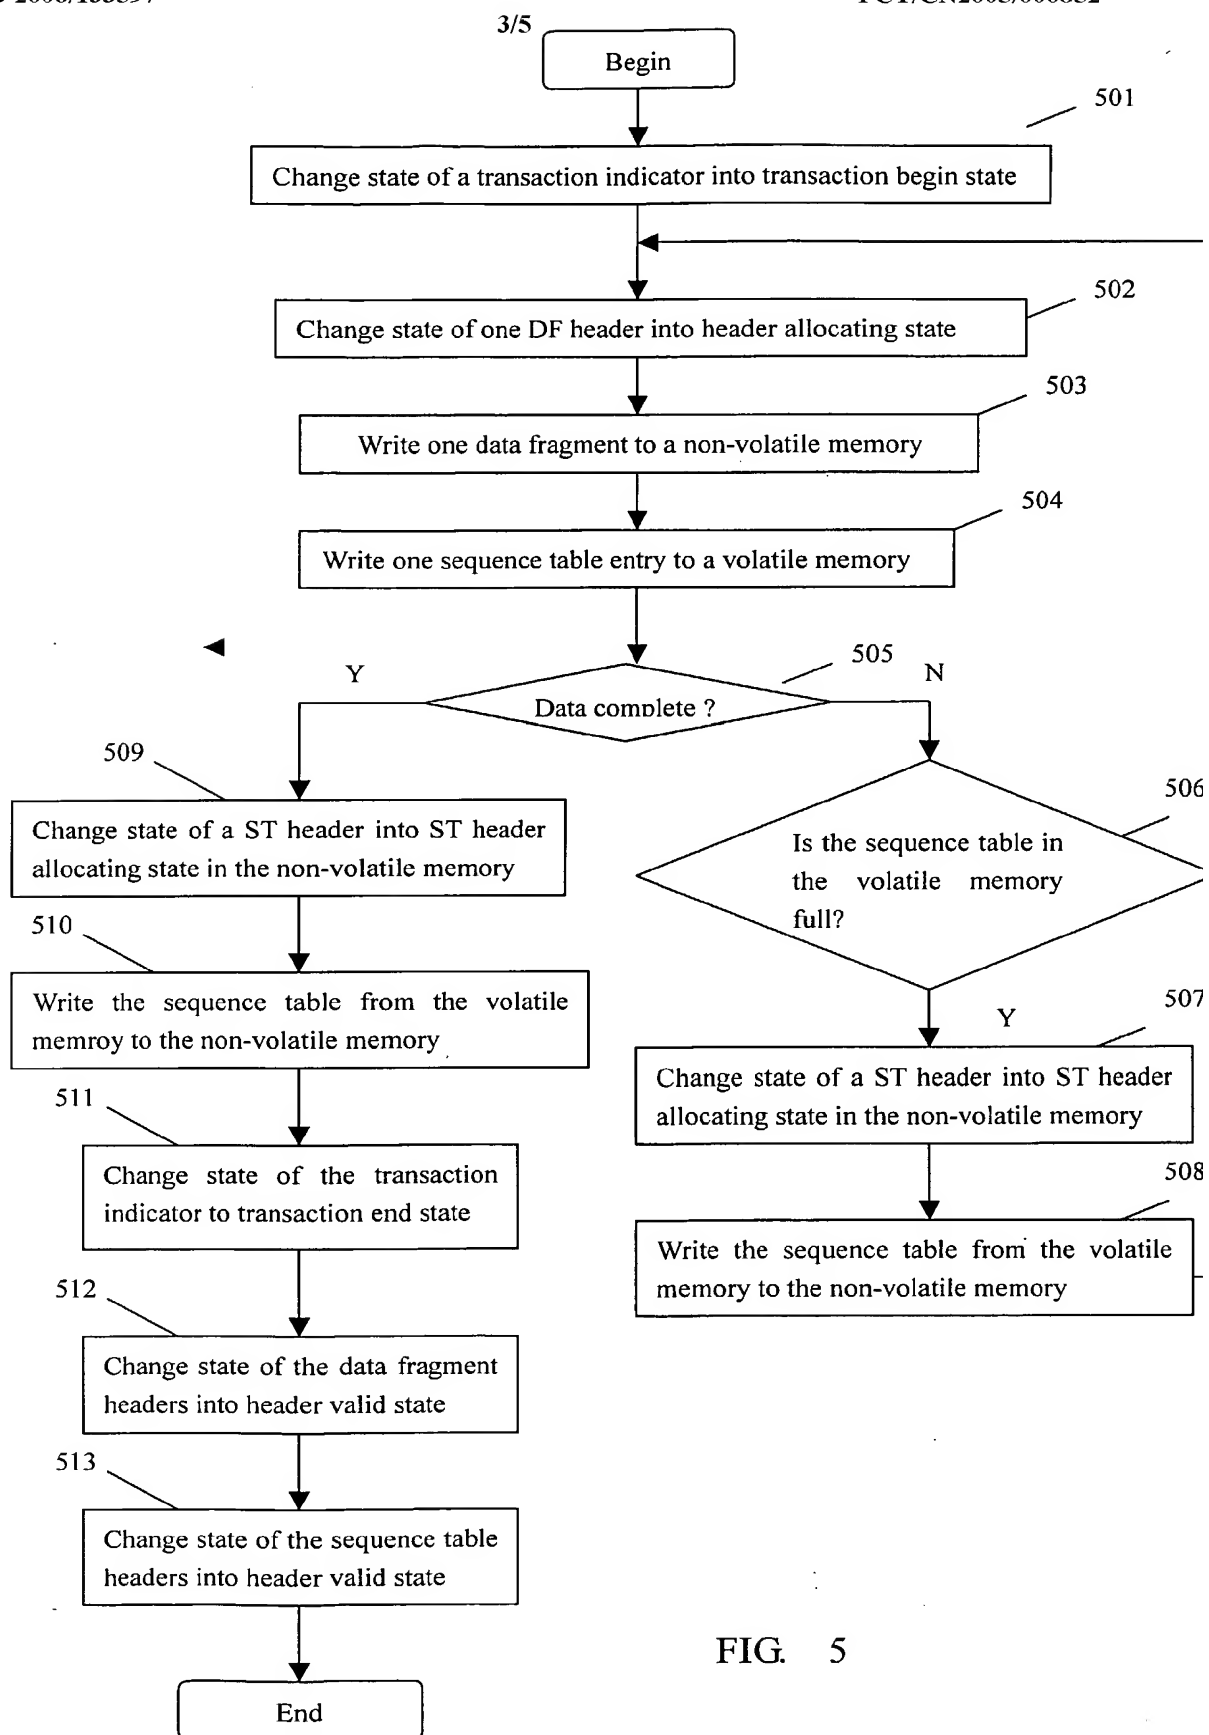 3/5
Begin
501
Change state of a transaction indicator into transaction begin state
502
Change state of one DF header into header allocating state
503
Write one data fragment to a non-volatile memory
504
Write one sequence table entry to a volatile memory
505
Y
N
Data complete ?
509
506
Change state of a ST header into ST header
allocating state in the non-volatile memory
Is the sequence table in
the volatile memory
full?
510
507
Y
Write the sequence table from the volatile
memroy to the non-volatile memory
Change state of a ST header into ST header
allocating state in the non-volatile memory
511
508
Change state of the transaction
indicator to transaction end state
Write the sequence table from the volatile
memory to the non-volatile memory
512
Change state of the data fragment
headers into header valid state
513
Change state of the sequence table
headers into header valid state
FIG. 5
End